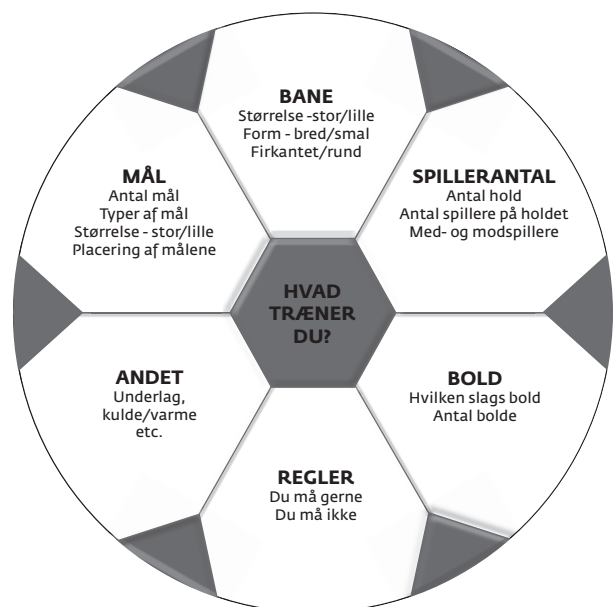 BANE
Størrelse -stor/lille
Form - bred/smal
Firkantet/rund
MÅL
Antal mål
Typer af mål
Størrelse - stor/lille
Placering af målene
SPILLERANTAL
Antal hold
Antal spillere på holdet
Med- og modspillere
HVAD
TRÆNER
DU?
ANDET
Underlag,
kulde/varme
etc.
BOLD
Hvilken slags bold
Antal bolde
REGLER
Du må gerne
Du må ikke